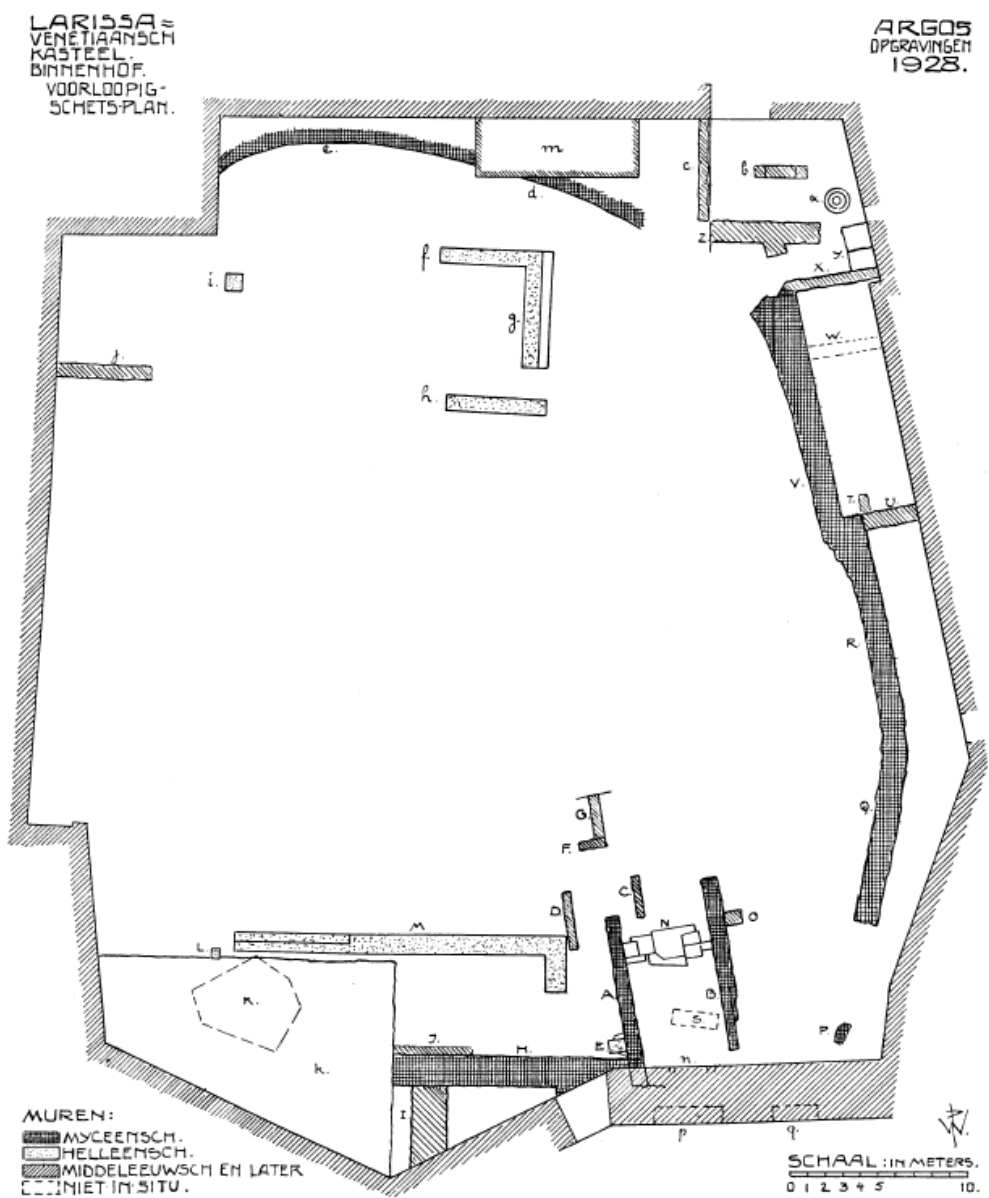 LARISSA =
VENETIAANSCH
KASTEEL.
BINNENHOF.
VOORLOOPIG-
SCHETS-PLAN.
ARGOS
OPGRAVINGEN
1928.
e.
m
c.
b
a.
d.
Z.
y.
X.
f.
i.
g.
W.
j.
h.
V.
T.
U.
R.
Q.
G.
F.
C.
D.
O
N
M
L.
A.
B.
K.
S.
P.
E
J.
H.
n.
k.
I
p
q.
MUREN:
MYCEENSCH.
HELLEENSCH.
MIDDELEEUWSCH EN LATER
NIET IN SITU.
SCHAAL: IN METERS.
0 1 2 3 4 5 10.